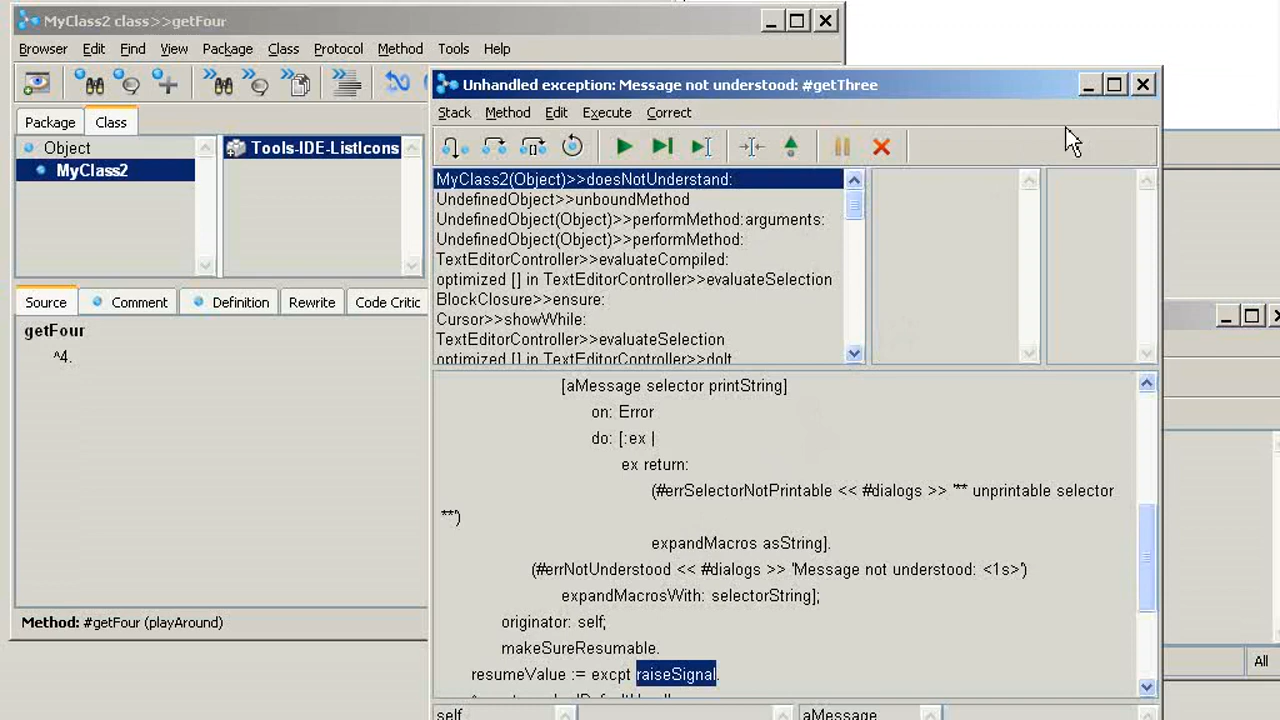 MyClass2 class>>getFour
Browser Edit Find View Package Class Protocol Method Tools Help
Package Class
Object
MyClass2
Tools-IDE-ListIcons
Source Comment Definition Rewrite Code Critic
getFour
^4.
Method: #getFour (playAround)
Unhandled exception: Message not understood: #getThree
Stack Method Edit Execute Correct
MyClass2(Object)>>doesNotUnderstand:
UndefinedObject>>unboundMethod
UndefinedObject(Object)>>performMethod:arguments:
UndefinedObject(Object)>>performMethod:
TextEditorController>>evaluateCompiled:
optimized [] in TextEditorController>>evaluateSelection
BlockClosure>>ensure:
Cursor>>showWhile:
TextEditorController>>evaluateSelection
optimized [] in TextEditorController>>doIt
[aMessage selector printString]
on: Error
do: [:ex |
ex return:
(#errSelectorNotPrintable << #dialogs >> '** unprintable selector
**')
expandMacros asString].
(#errNotUnderstood << #dialogs >> 'Message not understood: <1s>')
expandMacrosWith: selectorString];
originator: self;
makeSureResumable.
resumeValue := excpt raiseSignal.
self
aMessage
All